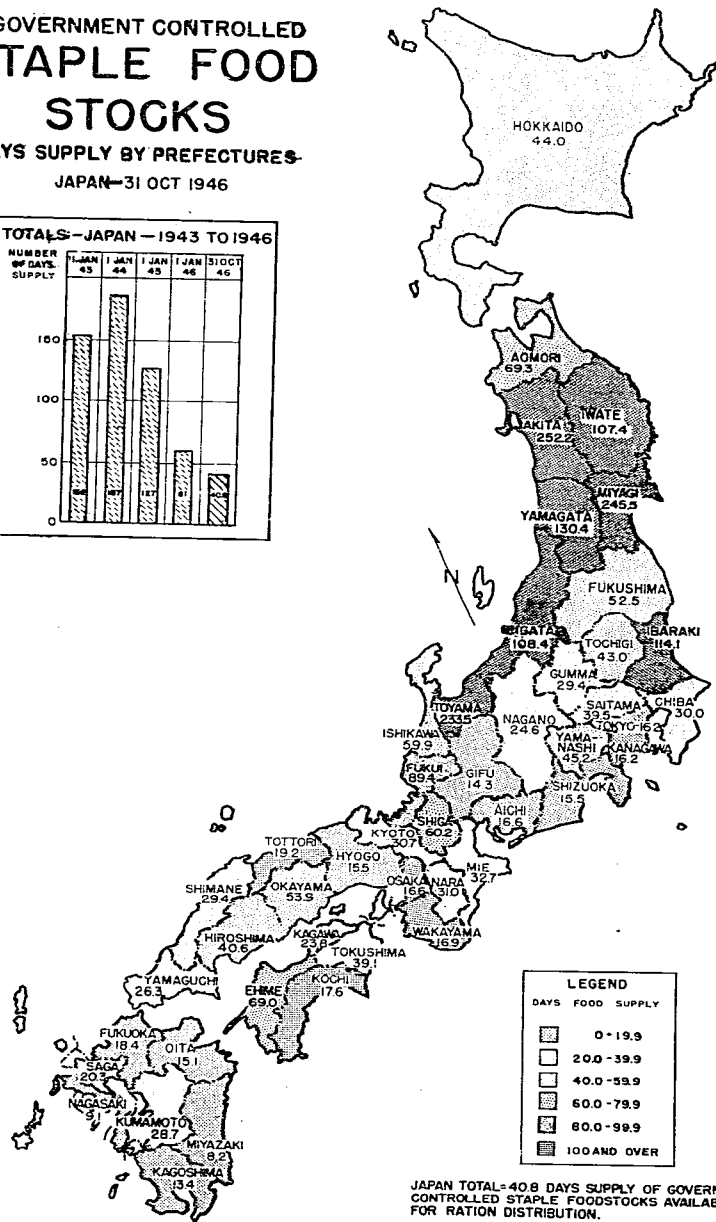 GOVERNMENT CONTROLLED
TAPLE FOOD
STOCKS
YS SUPPLY BY PREFECTURES
JAPAN—31 OCT 1946
TOTALS—JAPAN—1943 TO 1946
NUMBER OF DAYS SUPPLY
1 JAN 43
1 JAN 44
1 JAN 45
1 JAN 46
31 OCT 46
150
100
50
0
187
127
61
40.8
N
HOKKAIDO
44.0
AOMORI
69.3
IWATE
107.4
AKITA
252.2
MIYAGI
245.5
YAMAGATA
130.4
FUKUSHIMA
52.5
NIIGATA
108.4
IBARAKI
114.1
TOCHIGI
43.0
GUMMA
29.4
SAITAMA
39.5
CHIBA
30.0
TOKYO 16.2
TOYAMA
233.5
NAGANO
24.6
YAMA-
NASHI
45.2
KANAGAWA
16.2
ISHIKAWA
59.9
FUKUI
89.4
GIFU
14.3
SHIZUOKA
15.5
AICHI
16.6
SHIGA
60.2
KYOTO
30.7
TOTTORI
19.2
HYOGO
15.5
MIE
32.7
OSAKA
16.6
NARA
31.0
SHIMANE
29.4
OKAYAMA
53.9
WAKAYAMA
16.9
HIROSHIMA
40.6
KAGAWA
23.8
TOKUSHIMA
39.1
KOCHI
17.6
EHIME
69.0
YAMAGUCHI
26.3
FUKUOKA
18.4
OITA
15.1
SAGA
20.3
NAGASAKI
9.1
KUMAMOTO
28.7
MIYAZAKI
8.2
KAGOSHIMA
13.4
LEGEND
DAYS FOOD SUPPLY
0-19.9
20.0-39.9
40.0-59.9
60.0-79.9
80.0-99.9
100 AND OVER
JAPAN TOTAL=40.8 DAYS SUPPLY OF GOVERN
CONTROLLED STAPLE FOODSTOCKS AVAILAB
FOR RATION DISTRIBUTION.